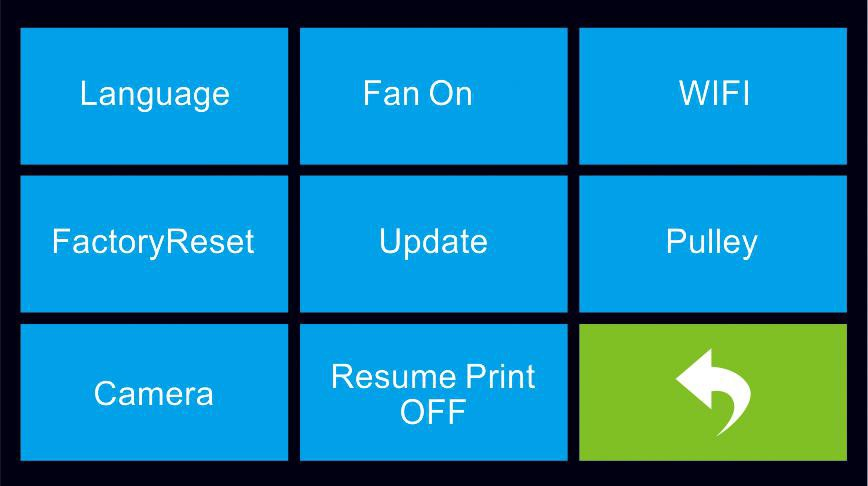 Language
Fan On
WIFI
FactoryReset
Update
Pulley
Camera
Resume Print
OFF